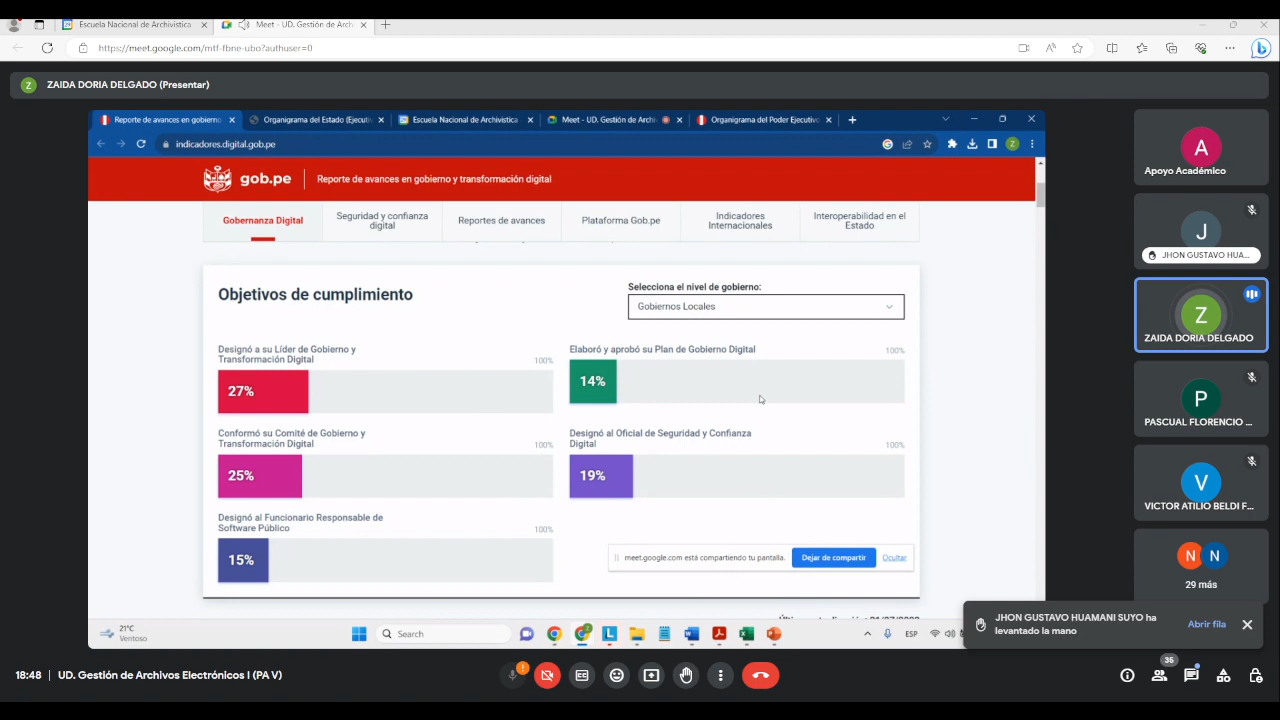 Escuela Nacional de Archivística
Meet - UD. Gestión de Arch
https://meet.google.com/mtf-fbne-ubo?authuser=0
Z ZAIDA DORIA DELGADO (Presentar)
Reporte de avances en gobierno
Organigrama del Estado (Ejecuti
Escuela Nacional de Archivística
Meet - UD. Gestión de Archi
Organigrama del Poder Ejecutivo
indicadores.digital.gob.pe
Z
gob.pe
Reporte de avances en gobierno y transformación digital
Gobernanza Digital
Seguridad y confianza
digital
Reportes de avances
Plataforma Gob.pe
Indicadores
Internacionales
Interoperabilidad en el
Estado
Objetivos de cumplimiento
Selecciona el nivel de gobierno:
Gobiernos Locales
Designó a su Líder de Gobierno y
Transformación Digital
100%
27%
Elaboró y aprobó su Plan de Gobierno Digital
100%
14%
Conformó su Comité de Gobierno y
Transformación Digital
100%
25%
Designó al Oficial de Seguridad y Confianza
Digital
100%
19%
Designó al Funcionario Responsable de
Software Público
100%
15%
meet.google.com está compartiendo tu pantalla.
Dejar de compartir
Ocultar
21°C
Ventoso
Search
ESP
A
Apoyo Académico
J
JHON GUSTAVO HUA...
Z
ZAIDA DORIA DELGADO
P
PASCUAL FLORENCIO ...
V
VICTOR ATILIO BELDI F...
N N
29 más
JHON GUSTAVO HUAMANI SUYO ha
levantado la mano
Abrir fila
18:48 | UD. Gestión de Archivos Electrónicos I (PA V)
35